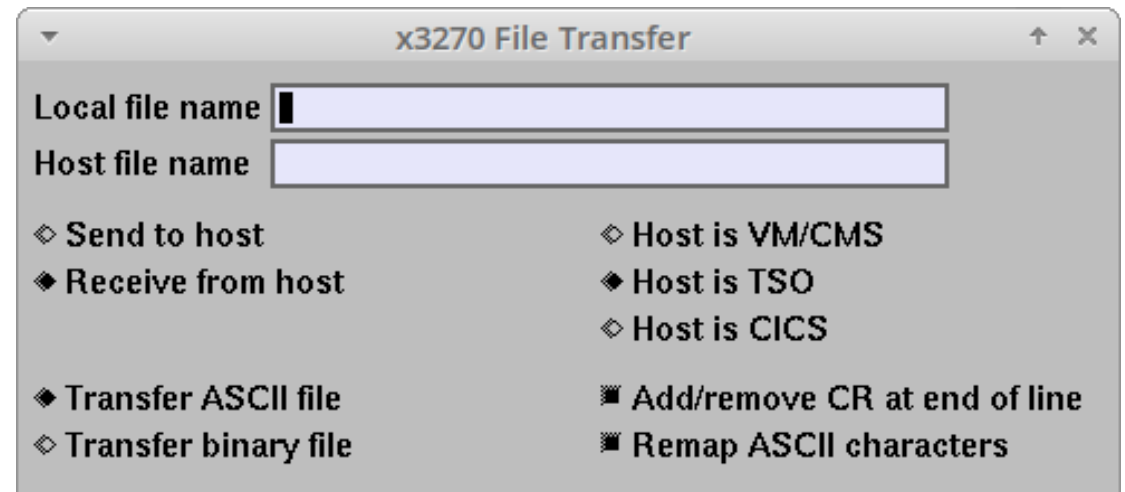 x3270 File Transfer
Local file name
Host file name
Send to host
Host is VM/CMS
Receive from host
Host is TSO
Host is CICS
Transfer ASCII file
Add/remove CR at end of line
Transfer binary file
Remap ASCII characters